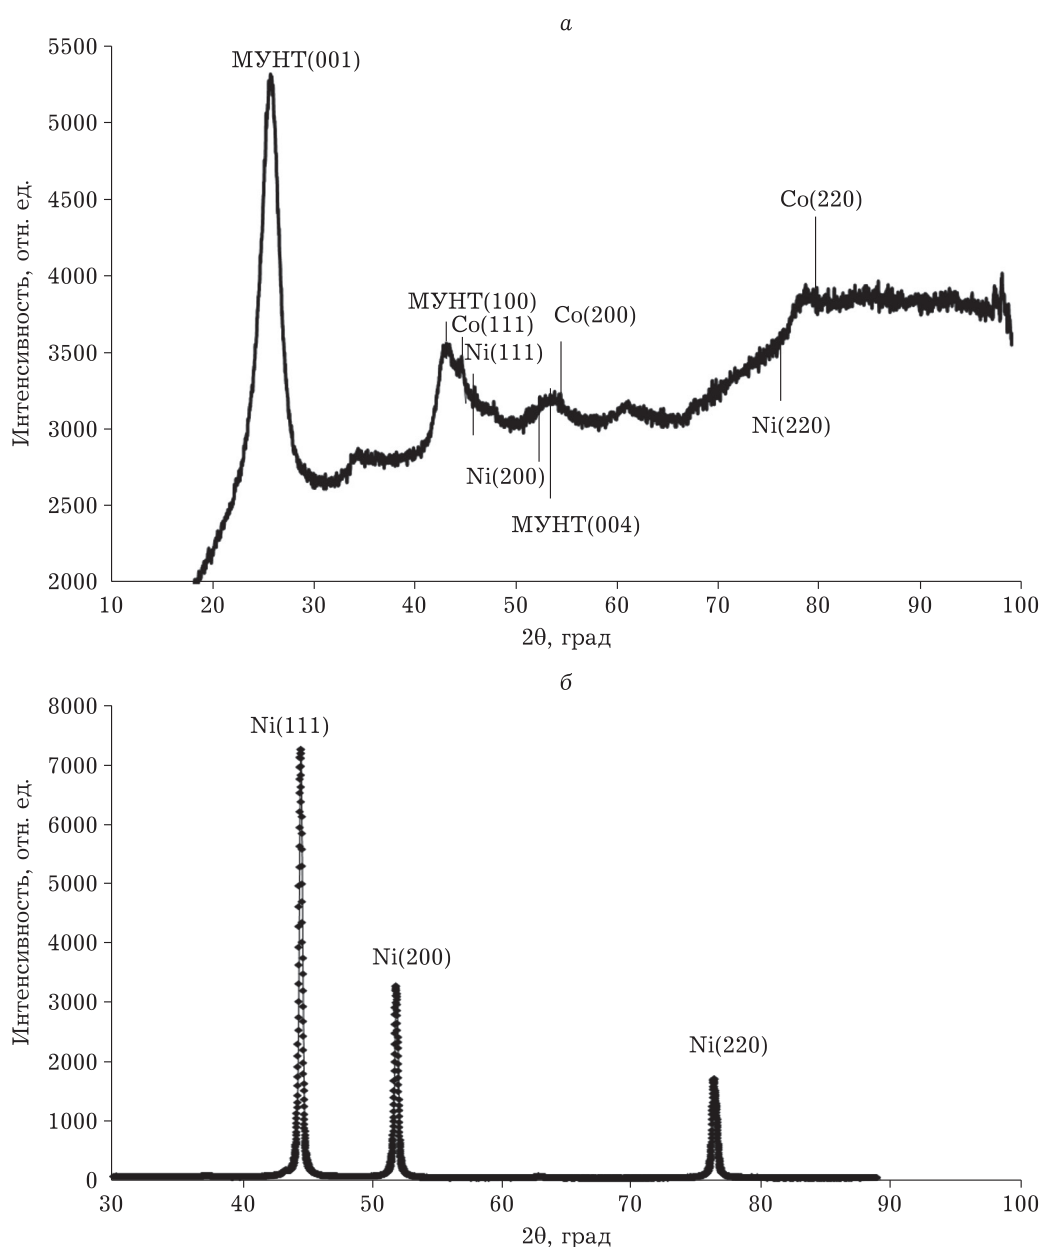 а
5500
5000
4500
4000
3500
3000
2500
2000
Интенсивность, отн. ед.
МУНТ(001)
Co(220)
МУНТ(100)
Co(111)
Co(200)
Ni(111)
Ni(220)
Ni(200)
МУНТ(004)
10 20 30 40 50 60 70 80 90 100
2θ, град
б
8000
7000
6000
5000
4000
3000
2000
1000
0
Интенсивность, отн. ед.
Ni(111)
Ni(200)
Ni(220)
30 40 50 60 70 80 90 100
2θ, град